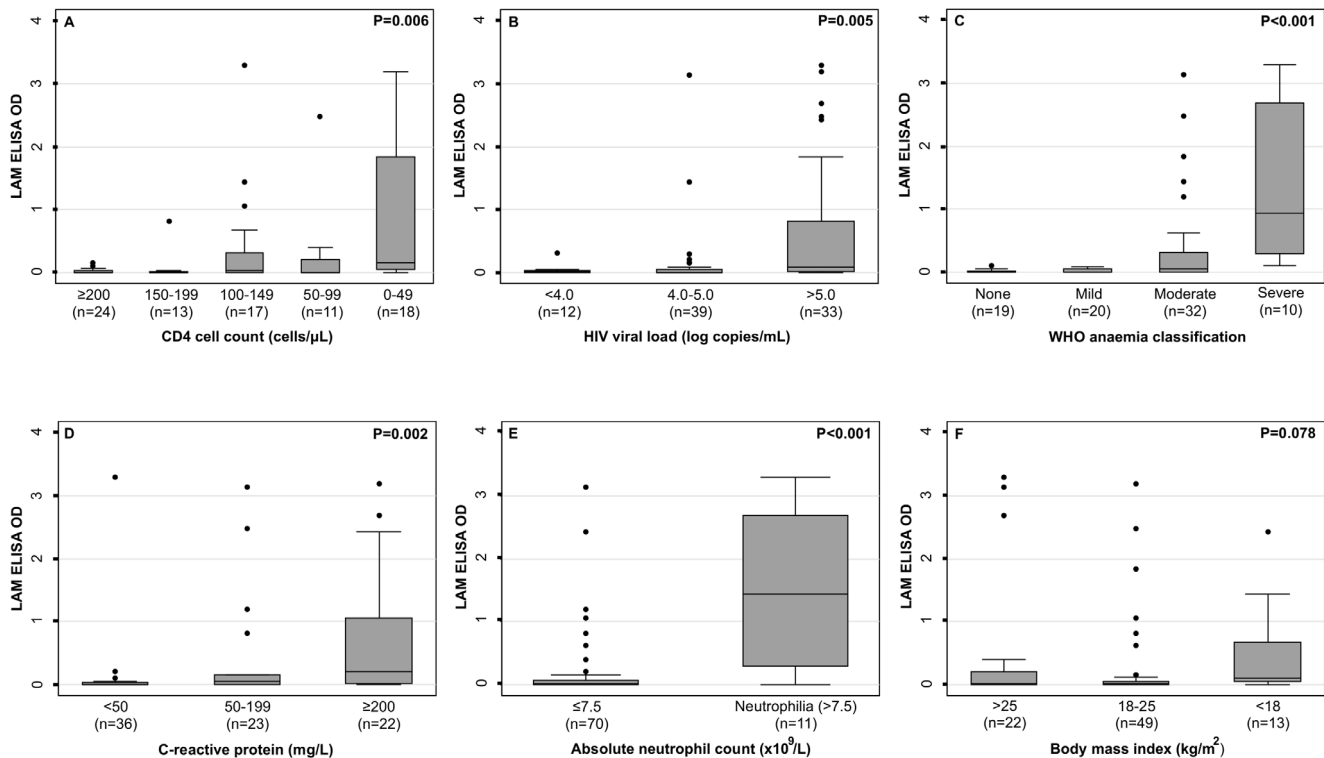 A
P=0.006
4
3
2
1
0
LAM ELISA OD
≥200 150-199 100-149 50-99 0-49
(n=24) (n=13) (n=17) (n=11) (n=18)
CD4 cell count (cells/µL)
B
P=0.005
4
3
2
1
0
LAM ELISA OD
<4.0 4.0-5.0 >5.0
(n=12) (n=39) (n=33)
HIV viral load (log copies/mL)
C
P<0.001
4
3
2
1
0
LAM ELISA OD
None Mild Moderate Severe
(n=19) (n=20) (n=32) (n=10)
WHO anaemia classification
D
P=0.002
4
3
2
1
0
LAM ELISA OD
<50 50-199 ≥200
(n=36) (n=23) (n=22)
C-reactive protein (mg/L)
E
P<0.001
4
3
2
1
0
LAM ELISA OD
≤7.5 Neutrophilia (>7.5)
(n=70) (n=11)
Absolute neutrophil count (x10⁹/L)
F
P=0.078
4
3
2
1
0
LAM ELISA OD
>25 18-25 <18
(n=22) (n=49) (n=13)
Body mass index (kg/m²)